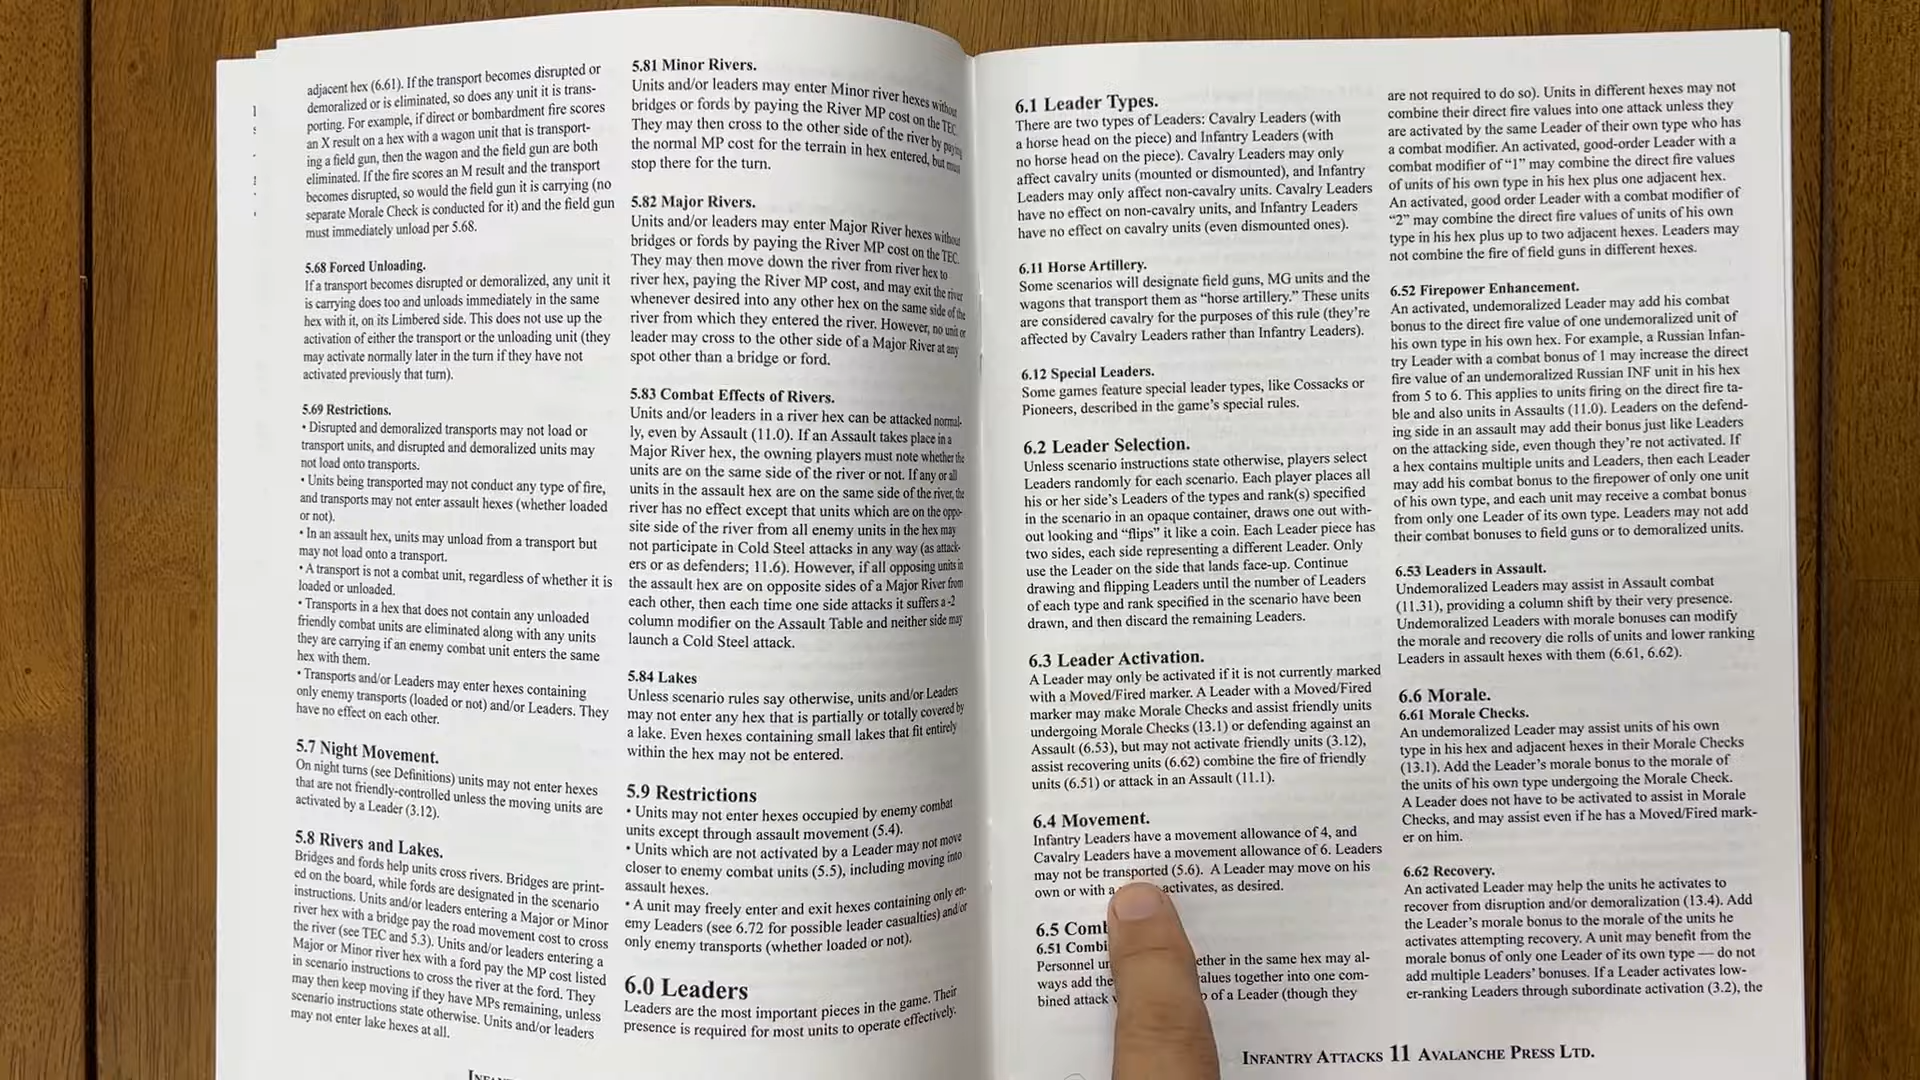 adjacent hex (6.61). If the transport becomes disrupted or
demoralized or is eliminated, so does any unit it is trans-
porting. For example, if direct or bombardment fire scores
an X result on a hex with a wagon unit that is transport-
ing a field gun, then the wagon and the field gun are both
eliminated. If the fire scores an M result and the transport
becomes disrupted, so would the field gun it is carrying (no
separate Morale Check is conducted for it) and the field gun
must immediately unload per 5.68.
5.68 Forced Unloading.
If a transport becomes disrupted or demoralized, any unit it
is carrying does too and unloads immediately in the same
hex with it, on its Limbered side. This does not use up the
activation of either the transport or the unloading unit (they
may activate normally later in the turn if they have not
activated previously that turn).
5.69 Restrictions.
• Disrupted and demoralized transports may not load or
transport units, and disrupted and demoralized units may
not load onto transports.
• Units being transported may not conduct any type of fire,
and transports may not enter assault hexes (whether loaded
or not).
• In an assault hex, units may unload from a transport but
may not load onto a transport.
• A transport is not a combat unit, regardless of whether it is
loaded or unloaded.
• Transports in a hex that does not contain any unloaded
friendly combat units are eliminated along with any units
they are carrying if an enemy combat unit enters the same
hex with them.
• Transports and/or Leaders may enter hexes containing
only enemy transports (loaded or not) and/or Leaders. They
have no effect on each other.
5.7 Night Movement.
On night turns (see Definitions) units may not enter hexes
that are not friendly-controlled unless the moving units are
activated by a Leader (3.12).
5.8 Rivers and Lakes.
Bridges and fords help units cross rivers. Bridges are print-
ed on the board, while fords are designated in the scenario
instructions. Units and/or leaders entering a Major or Minor
river hex with a bridge pay the road movement cost to cross
the river (see TEC and 5.3). Units and/or leaders entering a
Major or Minor river hex with a ford pay the MP cost listed
in scenario instructions to cross the river at the ford. They
may then keep moving if they have MPs remaining, unless
scenario instructions state otherwise. Units and/or leaders
may not enter lake hexes at all.
5.81 Minor Rivers.
Units and/or leaders may enter Minor river hexes without
bridges or fords by paying the River MP cost on the TEC.
They may then cross to the other side of the river by paying
the normal MP cost for the terrain in hex entered, but must
stop there for the turn.
5.82 Major Rivers.
Units and/or leaders may enter Major River hexes without
bridges or fords by paying the River MP cost on the TEC.
They may then move down the river from river hex to
river hex, paying the River MP cost, and may exit the river
whenever desired into any other hex on the same side of the
river from which they entered the river. However, no unit or
leader may cross to the other side of a Major River at any
spot other than a bridge or ford.
5.83 Combat Effects of Rivers.
Units and/or leaders in a river hex can be attacked normal-
ly, even by Assault (11.0). If an Assault takes place in a
Major River hex, the owning players must note whether the
units are on the same side of the river or not. If any or all
units in the assault hex are on the same side of the river, the
river has no effect except that units which are on the oppo-
site side of the river from all enemy units in the hex may
not participate in Cold Steel attacks in any way (as attack-
ers or as defenders; 11.6). However, if all opposing units in
the assault hex are on opposite sides of a Major River from
each other, then each time one side attacks it suffers a -2
column modifier on the Assault Table and neither side may
launch a Cold Steel attack.
5.84 Lakes
Unless scenario rules say otherwise, units and/or Leaders
may not enter any hex that is partially or totally covered by
a lake. Even hexes containing small lakes that fit entirely
within the hex may not be entered.
5.9 Restrictions
• Units may not enter hexes occupied by enemy combat
units except through assault movement (5.4).
• Units which are not activated by a Leader may not move
closer to enemy combat units (5.5), including moving into
assault hexes.
• A unit may freely enter and exit hexes containing only en-
emy Leaders (see 6.72 for possible leader casualties) and/or
only enemy transports (whether loaded or not).
6.0 Leaders
Leaders are the most important pieces in the game. Their
presence is required for most units to operate effectively.
6.1 Leader Types.
There are two types of Leaders: Cavalry Leaders (with
a horse head on the piece) and Infantry Leaders (with
no horse head on the piece). Cavalry Leaders may only
affect cavalry units (mounted or dismounted), and Infantry
Leaders may only affect non-cavalry units. Cavalry Leaders
have no effect on non-cavalry units, and Infantry Leaders
have no effect on cavalry units (even dismounted ones).
6.11 Horse Artillery.
Some scenarios will designate field guns, MG units and the
wagons that transport them as “horse artillery.” These units
are considered cavalry for the purposes of this rule (they’re
affected by Cavalry Leaders rather than Infantry Leaders).
6.12 Special Leaders.
Some games feature special leader types, like Cossacks or
Pioneers, described in the game’s special rules.
6.2 Leader Selection.
Unless scenario instructions state otherwise, players select
Leaders randomly for each scenario. Each player places all
his or her side’s Leaders of the types and rank(s) specified
in the scenario in an opaque container, draws one out with-
out looking and “flips” it like a coin. Each Leader piece has
two sides, each side representing a different Leader. Only
use the Leader on the side that lands face-up. Continue
drawing and flipping Leaders until the number of Leaders
of each type and rank specified in the scenario have been
drawn, and then discard the remaining Leaders.
6.3 Leader Activation.
A Leader may only be activated if it is not currently marked
with a Moved/Fired marker. A Leader with a Moved/Fired
marker may make Morale Checks and assist friendly units
undergoing Morale Checks (13.1) or defending against an
Assault (6.53), but may not activate friendly units (3.12),
assist recovering units (6.62) combine the fire of friendly
units (6.51) or attack in an Assault (11.1).
6.4 Movement.
Infantry Leaders have a movement allowance of 4, and
Cavalry Leaders have a movement allowance of 6. Leaders
may not be transported (5.6). A Leader may move on his
own or with a activates, as desired.
6.5
6.51
Personnel ether in the same hex may al-
ways add the alues together into one com-
bined attack of a Leader (though they
are not required to do so). Units in different hexes may not
combine their direct fire values into one attack unless they
are activated by the same Leader of their own type who has
a combat modifier. An activated, good-order Leader with a
combat modifier of “1” may combine the direct fire values
of units of his own type in his hex plus one adjacent hex.
An activated, good order Leader with a combat modifier of
“2” may combine the direct fire values of units of his own
type in his hex plus up to two adjacent hexes. Leaders may
not combine the fire of field guns in different hexes.
6.52 Firepower Enhancement.
An activated, undemoralized Leader may add his combat
bonus to the direct fire value of one undemoralized unit of
his own type in his own hex. For example, a Russian Infan-
try Leader with a combat bonus of 1 may increase the direct
fire value of an undemoralized Russian INF unit in his hex
from 5 to 6. This applies to units firing on the direct fire ta-
ble and also units in Assaults (11.0). Leaders on the defend-
ing side in an assault may add their bonus just like Leaders
on the attacking side, even though they’re not activated. If
a hex contains multiple units and Leaders, then each Leader
may add his combat bonus to the firepower of only one unit
of his own type, and each unit may receive a combat bonus
from only one Leader of its own type. Leaders may not add
their combat bonuses to field guns or to demoralized units.
6.53 Leaders in Assault.
Undemoralized Leaders may assist in Assault combat
(11.31), providing a column shift by their very presence.
Undemoralized Leaders with morale bonuses can modify
the morale and recovery die rolls of units and lower ranking
Leaders in assault hexes with them (6.61, 6.62).
6.6 Morale.
6.61 Morale Checks.
An undemoralized Leader may assist units of his own
type in his hex and adjacent hexes in their Morale Checks
(13.1). Add the Leader’s morale bonus to the morale of
the units of his own type undergoing the Morale Check.
A Leader does not have to be activated to assist in Morale
Checks, and may assist even if he has a Moved/Fired mark-
er on him.
6.62 Recovery.
An activated Leader may help the units he activates to
recover from disruption and/or demoralization (13.4). Add
the Leader’s morale bonus to the morale of the units he
activates attempting recovery. A unit may benefit from the
morale bonus of only one Leader of its own type — do not
add multiple Leaders’ bonuses. If a Leader activates low-
er-ranking Leaders through subordinate activation (3.2), the
INFANTRY ATTACKS 11 AVALANCHE PRESS LTD.